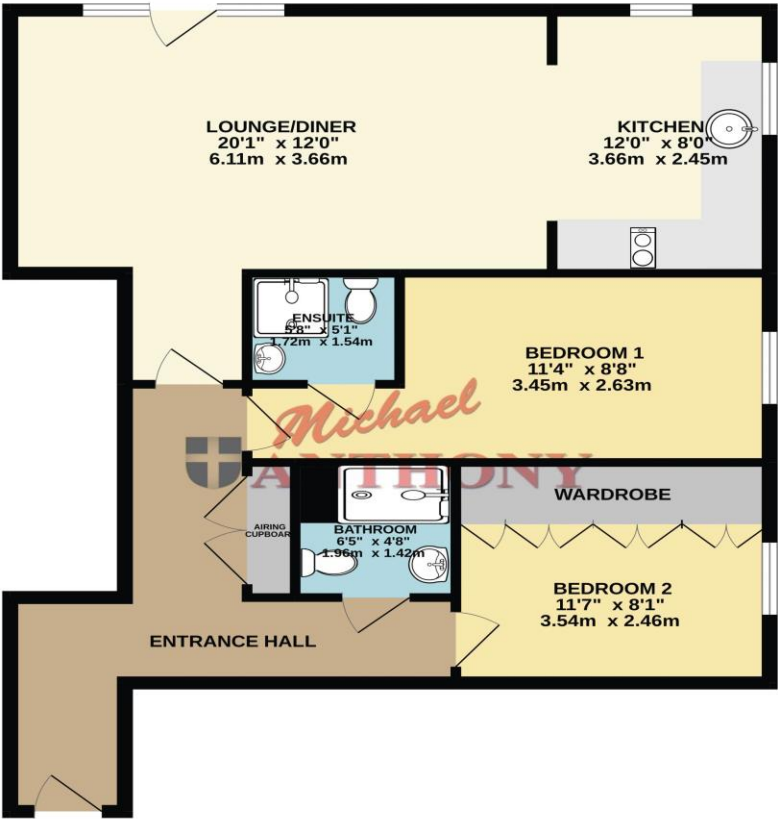 LOUNGE/DINER
20'1" x 12'0"
6.11m x 3.66m
KITCHEN
12'0" x 8'0"
3.66m x 2.45m
ENSUITE
5'8" x 5'1"
1.72m x 1.54m
BEDROOM 1
11'4" x 8'8"
3.45m x 2.63m
Michael
ANTHONY
WARDROBE
AIRING
CUPBOARD
BATHROOM
6'5" x 4'8"
1.96m x 1.42m
BEDROOM 2
11'7" x 8'1"
3.54m x 2.46m
ENTRANCE HALL